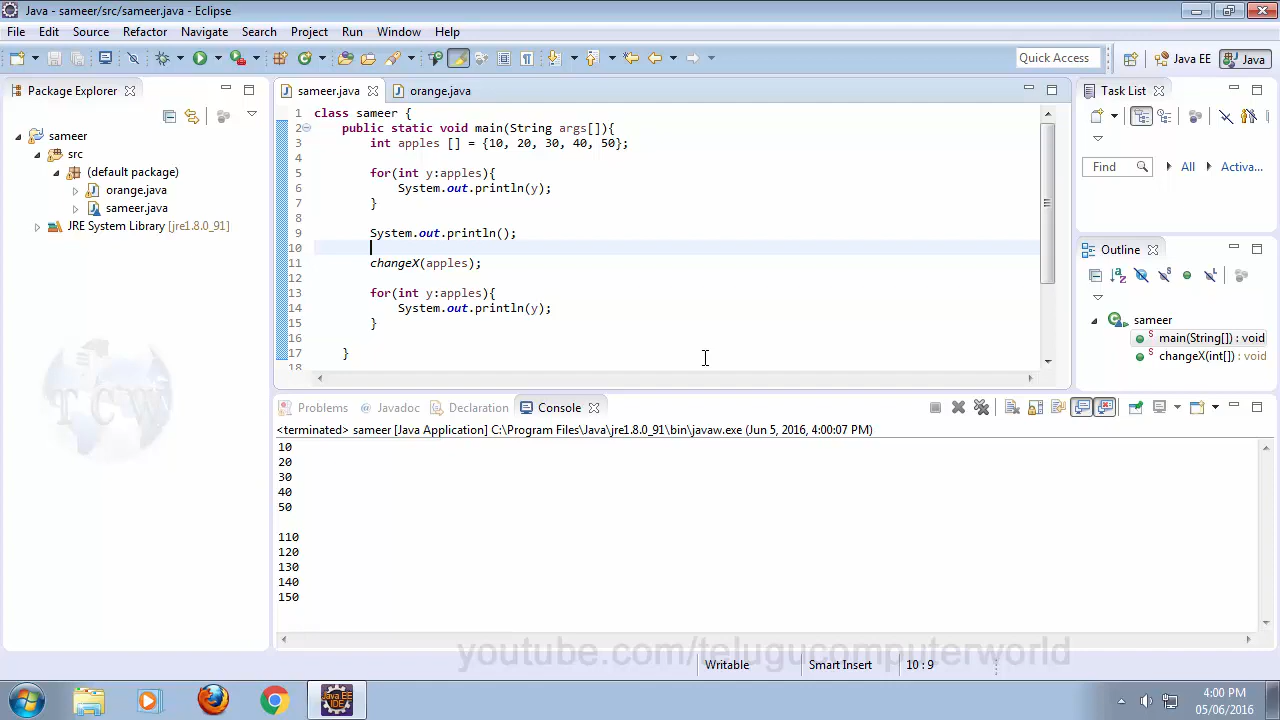 Java - sameer/src/sameer.java - Eclipse
File Edit Source Refactor Navigate Search Project Run Window Help
Quick Access
Java EE
Java
Package Explorer
sameer
src
(default package)
orange.java
sameer.java
JRE System Library [jre1.8.0_91]
TCW
sameer.java
orange.java
1 class sameer {
2 public static void main(String args[]){
3 int apples [] = {10, 20, 30, 40, 50};
4
5 for(int y:apples){
6 System.out.println(y);
7 }
8
9 System.out.println();
10
11 changeX(apples);
12
13 for(int y:apples){
14 System.out.println(y);
15 }
16
17 }
18
Task List
Find
All
Activa...
Outline
sameer
main(String[]) : void
changeX(int[]) : void
Problems
@ Javadoc
Declaration
Console
<terminated> sameer [Java Application] C:\Program Files\Java\jre1.8.0_91\bin\javaw.exe (Jun 5, 2016, 4:00:07 PM)
10
20
30
40
50
110
120
130
140
150
youtube.com/telugucomputerworld
Writable
Smart Insert
10 : 9
Java EE
IDE
4:00 PM
05/06/2016